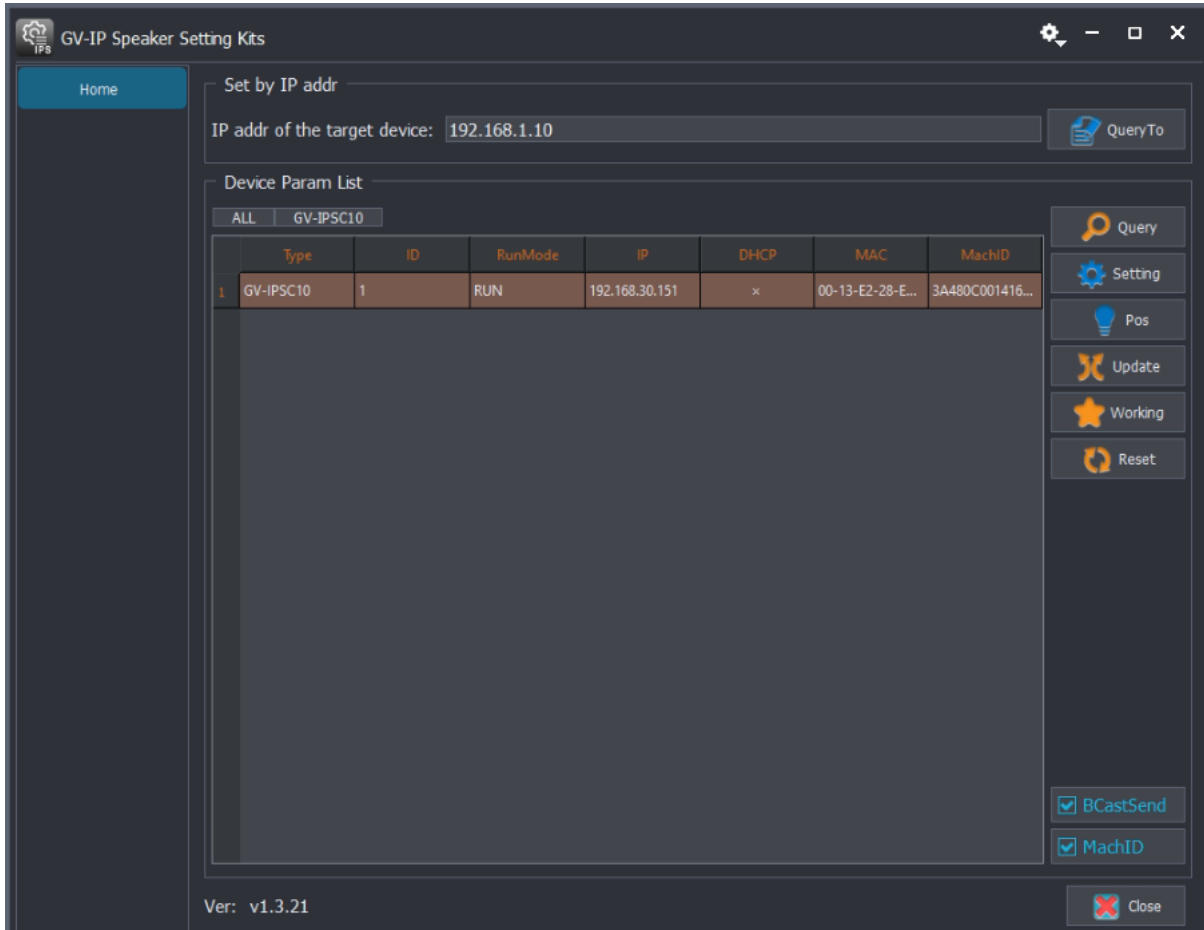 IPS
GV-IP Speaker Setting Kits
Home
Set by IP addr
IP addr of the target device: 192.168.1.10
QueryTo
Device Param List
ALL GV-IPSC10
Query
Type ID RunMode IP DHCP MAC MachID
1 GV-IPSC10 1 RUN 192.168.30.151 × 00-13-E2-28-E... 3A480C001416...
Setting
Pos
Update
Working
Reset
BCastSend
MachID
Ver: v1.3.21
Close